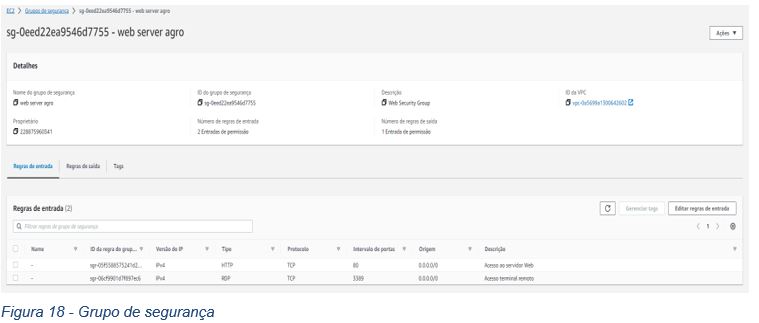 EC2 > Grupos de segurança > sg-0eed22ea9546d7755 - web server agro
sg-0eed22ea9546d7755 - web server agro
Ações ▼
Detalhes
Nome do grupo de segurança
web server agro
ID do grupo de segurança
sg-0eed22ea9546d7755
Descrição
Web Security Group
ID da VPC
vpc-0a5699a1300642602
Proprietário
228875960841
Número de regras de entrada
2 Entradas de permissão
Número de regras de saída
1 Entrada de permissão
Regras de entrada | Regras de saída | Tags
Regras de entrada (2)
Gerenciar tags
Editar regras de entrada
Filtrar regras de grupo de segurança
< 1 >
Name ID da regra do grup... Versão do IP Tipo Protocolo Intervalo de portas Origem Descrição
- sgr-05f5588575241d2... IPv4 HTTP TCP 80 0.0.0.0/0 Acesso ao servidor Web
- sgr-06cf9901d7f897ec6 IPv4 RDP TCP 3389 0.0.0.0/0 Acesso terminal remoto
Figura 18 - Grupo de segurança